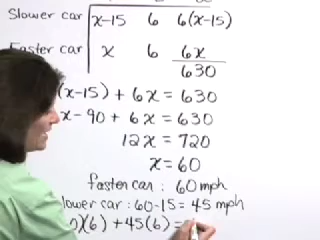 Slower car x-15 6 6(x-15)
Faster car x 6 6x
630
(x-15) + 6x = 630
x - 90 + 6x = 630
12x = 720
x = 60
faster car: 60 mph
lower car: 60-15 = 45 mph
)(6) + 45(6) =